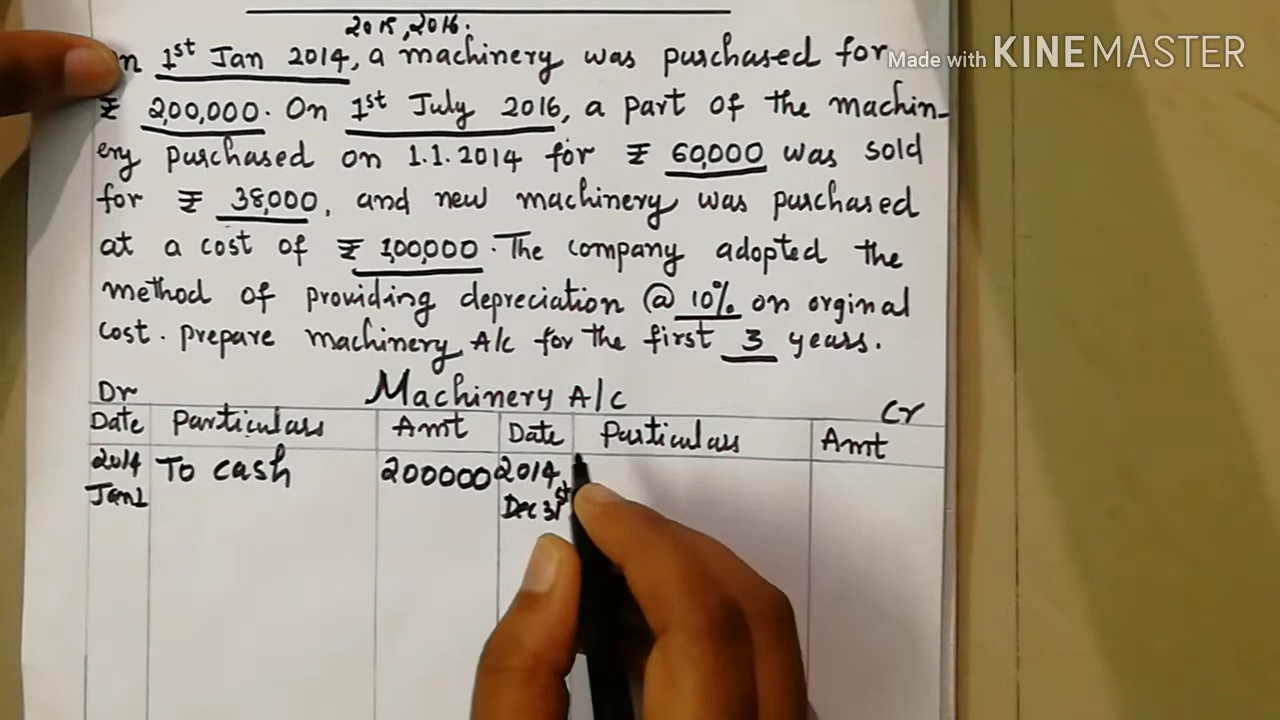 2015, 2016.
Made with KINEMASTER
n 1st Jan 2014, a machinery was purchased for
₹ 2,00,000. On 1st July 2016, a part of the machin-
ery purchased on 1.1.2014 for ₹ 60,000 was sold
for ₹ 38,000, and new machinery was purchased
at a cost of ₹ 1,00,000. The company adopted the
method of providing depreciation @ 10% on orginal
cost. prepare machinery A/c for the first 3 years.
Dr Machinery A/c Cr
Date Particulars Amt Date Particulars Amt
2014 To cash 200000 2014
Jan 1 Dec 31st